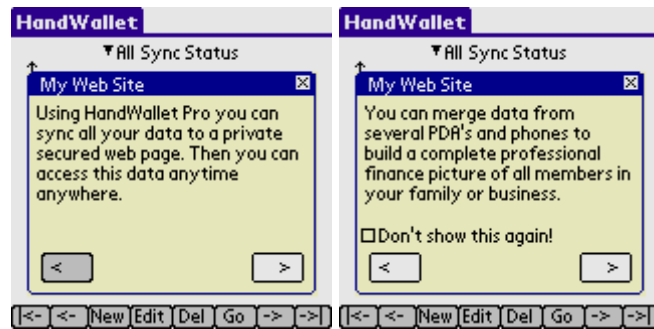 HandWallet
▼All Sync Status
My Web Site
Using HandWallet Pro you can
sync all your data to a private
secured web page. Then you can
access this data anytime
anywhere.
<
>
|<- <- New Edit Del Go -> ->|
HandWallet
▼All Sync Status
My Web Site
You can merge data from
several PDA's and phones to
build a complete professional
finance picture of all members in
your family or business.
Don't show this again!
<
>
|<- <- New Edit Del Go -> ->|